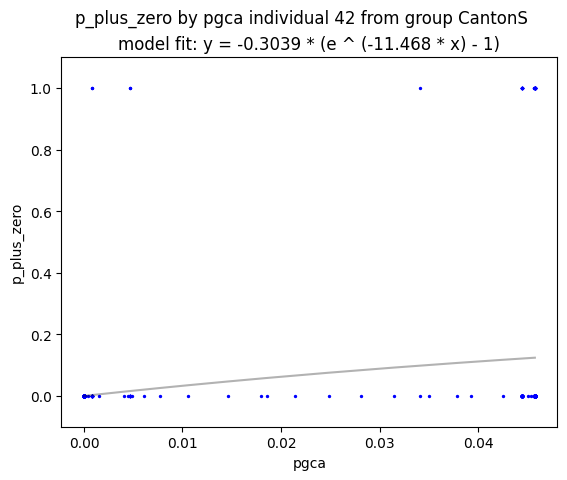 p_plus_zero by pgca individual 42 from group CantonS
model fit: y = -0.3039 * (e ^ (-11.468 * x) - 1)
1.0
0.8
0.6
0.4
0.2
0.0
p_plus_zero
0.00 0.01 0.02 0.03 0.04
pgca